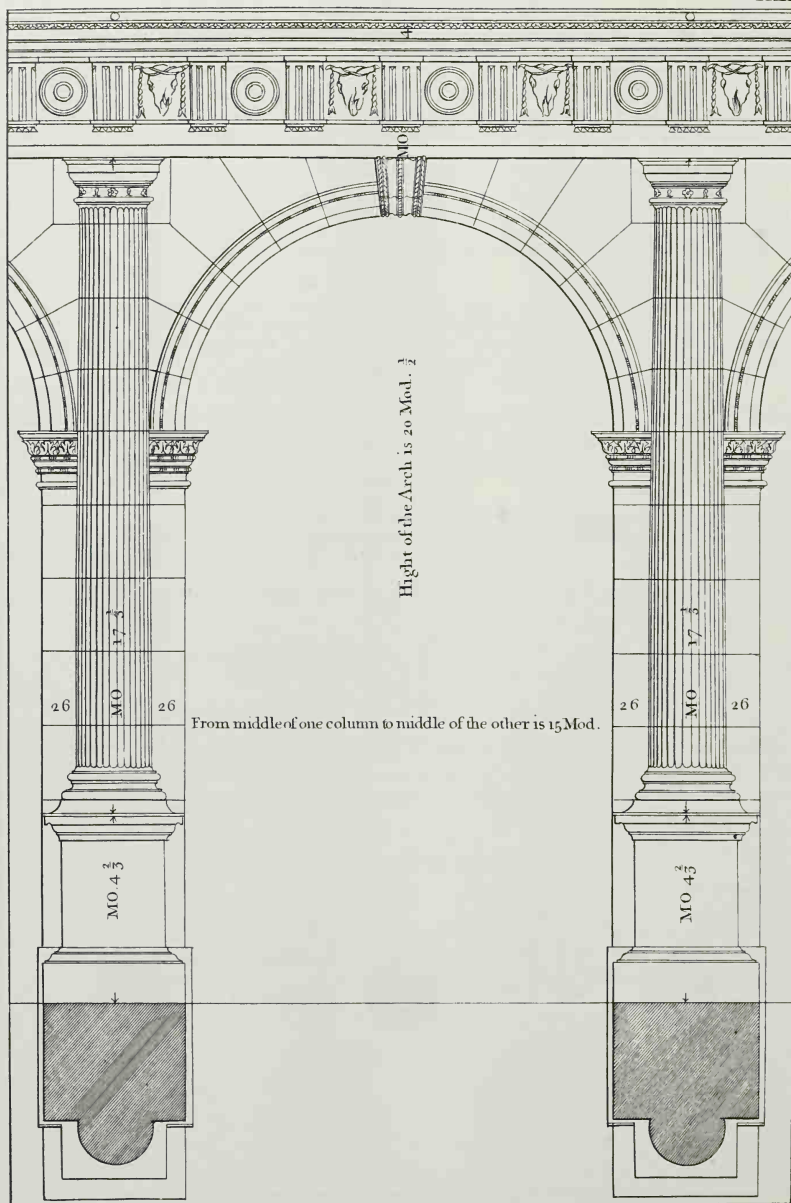 4
MO
Hight of the Arch is 20 Mod. ½
MO 17 ⅓
MO 17 ⅓
26
26
26
26
From middle of one column to middle of the other is 15 Mod.
MO. 4 ⅔
MO 4 ⅔